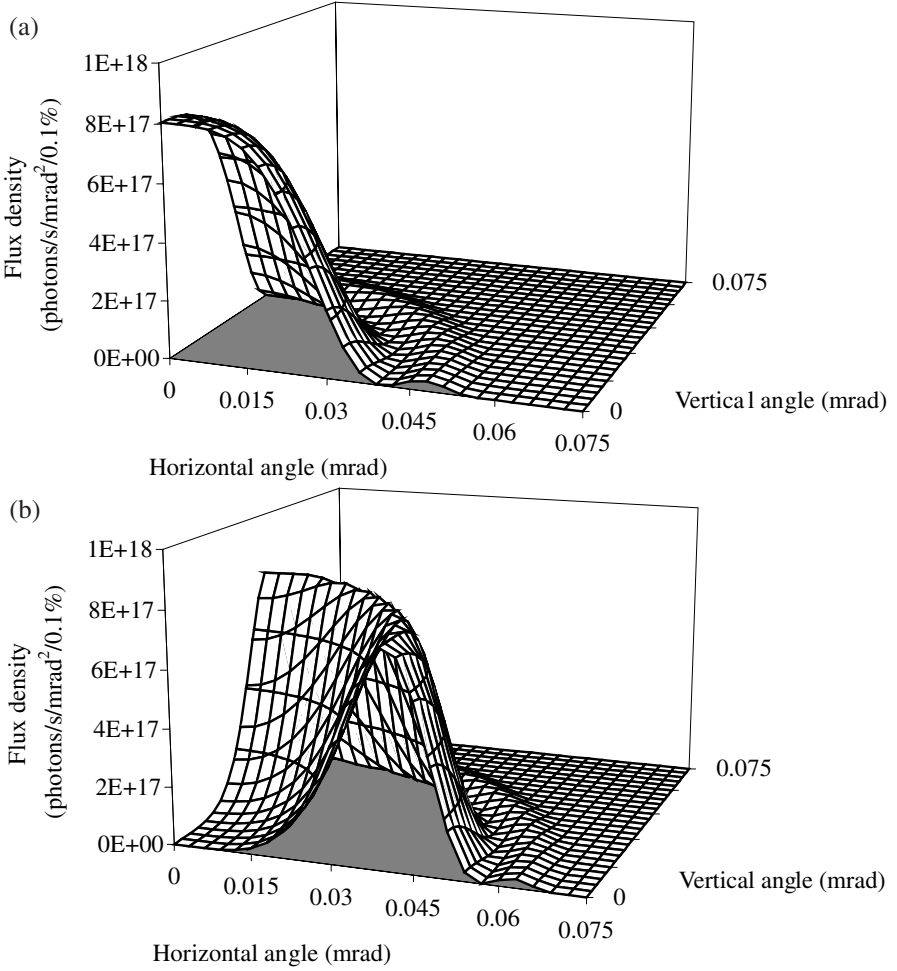 (a)
1E+18
8E+17
6E+17
4E+17
2E+17
0E+00
Flux density
(photons/s/mrad²/0.1%)
0
0.015
0.03
0.045
0.06
0.075
Horizontal angle (mrad)
0.075
0
Vertical angle (mrad)
(b)
1E+18
8E+17
6E+17
4E+17
2E+17
0E+00
Flux density
(photons/s/mrad²/0.1%)
0
0.015
0.03
0.045
0.06
0.075
Horizontal angle (mrad)
0.075
0
Vertical angle (mrad)